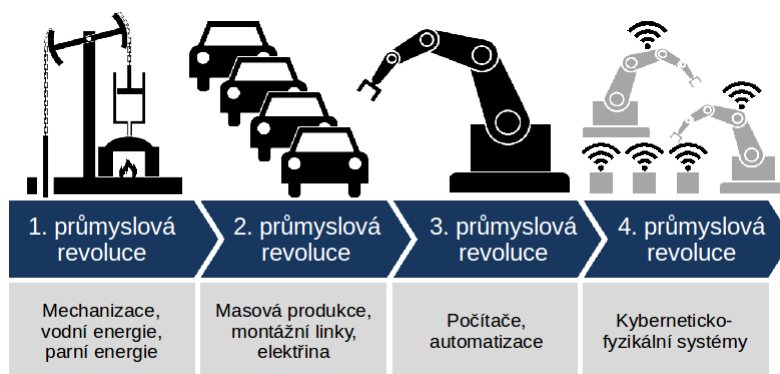 1. průmyslová
revoluce
2. průmyslová
revoluce
3. průmyslová
revoluce
4. průmyslová
revoluce
Mechanizace,
vodní energie,
parní energie
Masová produkce,
montážní linky,
elektřina
Počítače,
automatizace
Kyberneticko-
fyzikální systémy